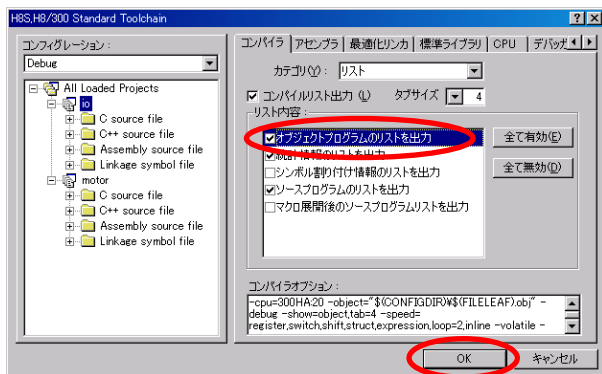 H8S,H8/300 Standard Toolchain
コンフィグレーション：
Debug
All Loaded Projects
io
C source file
C++ source file
Assembly source file
Linkage symbol file
motor
C source file
C++ source file
Assembly source file
Linkage symbol file
コンパイラ アセンブラ 最適化リンカ 標準ライブラリ CPU デバッガ
カテゴリ(Y)： リスト
コンパイルリスト出力 (L) タブサイズ 4
リスト内容：
オブジェクトプログラムのリストを出力
統計情報のリストを出力
シンボル割り付け情報のリストを出力
ソースプログラムのリストを出力
マクロ展開後のソースプログラムリストを出力
全て有効(E)
全て無効(D)
コンパイラオプション：
-cpu=300HA:20 -object="$(CONFIGDIR)¥$(FILELEAF).obj" -
debug -show=object,tab=4 -speed=
register,switch,shift,struct,expression,loop=2,inline -volatile -
OK キャンセル